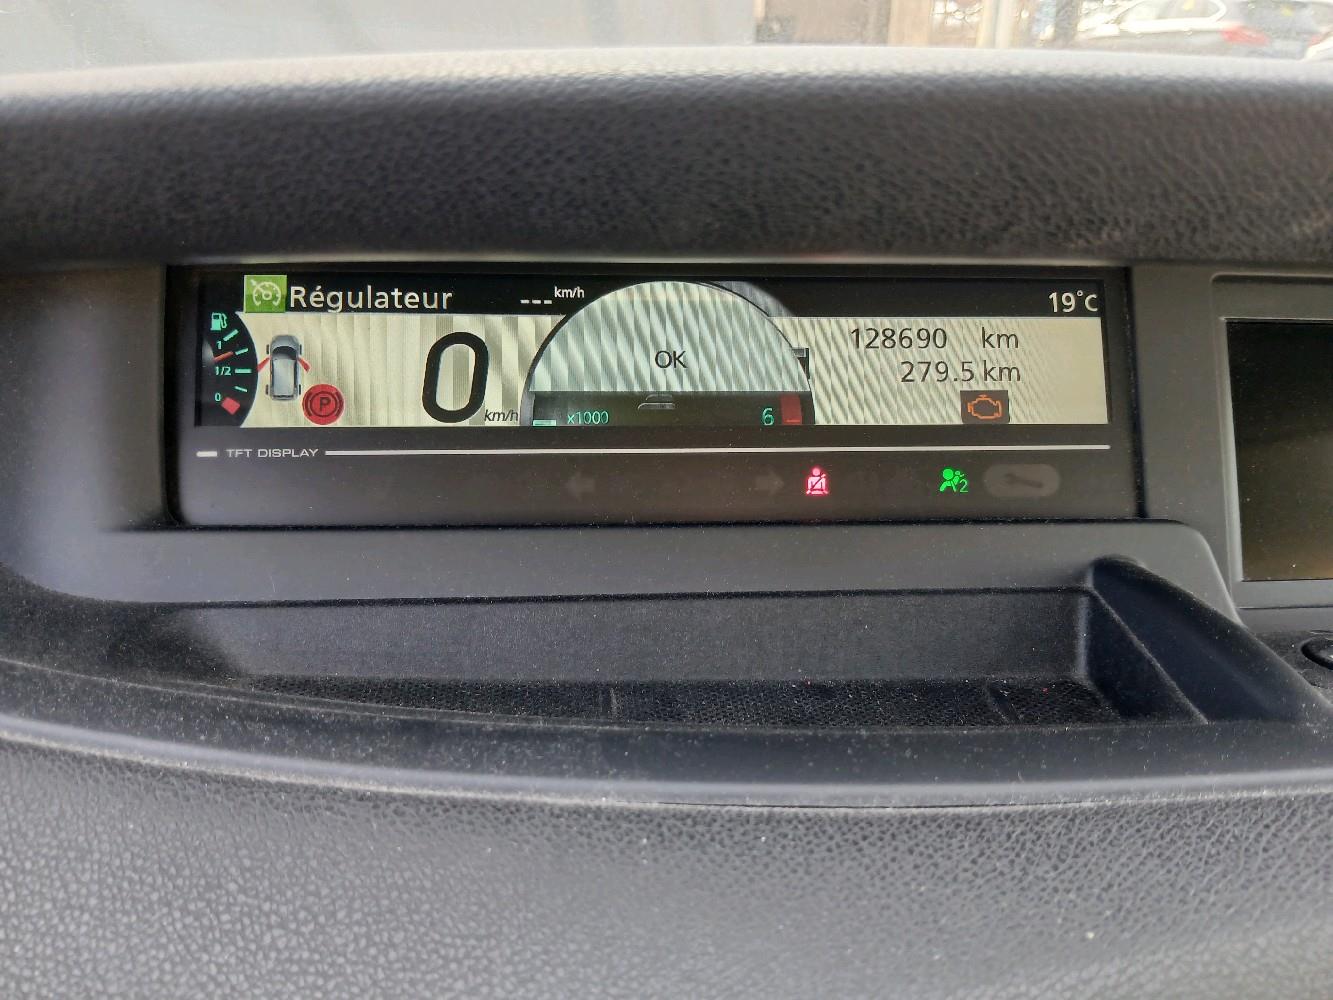 Régulateur ---km/h
19°C
1
1/2
0
P
0 km/h
OK
x1000
6
128690 km
279.5 km
TFT DISPLAY
2